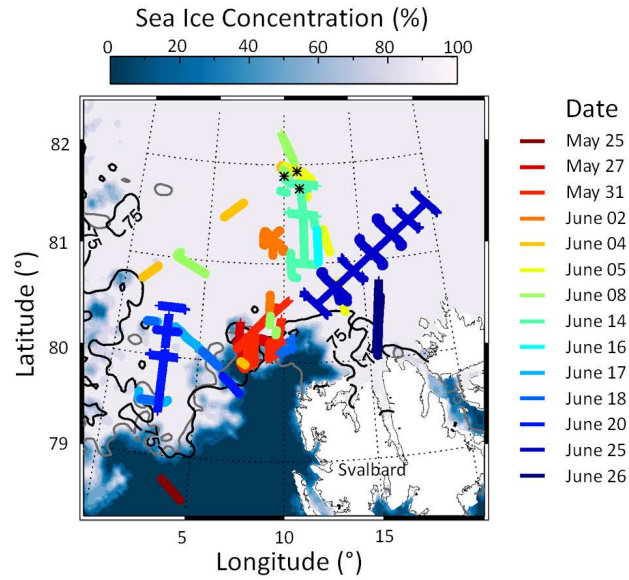 Sea Ice Concentration (%)
0 20 40 60 80 100
Date
May 25
May 27
May 31
June 02
June 04
June 05
June 08
June 14
June 16
June 17
June 18
June 20
June 25
June 26
Latitude (°)
82
81
80
79
75
75
75
75
75
Svalbard
5 10 15
Longitude (°)